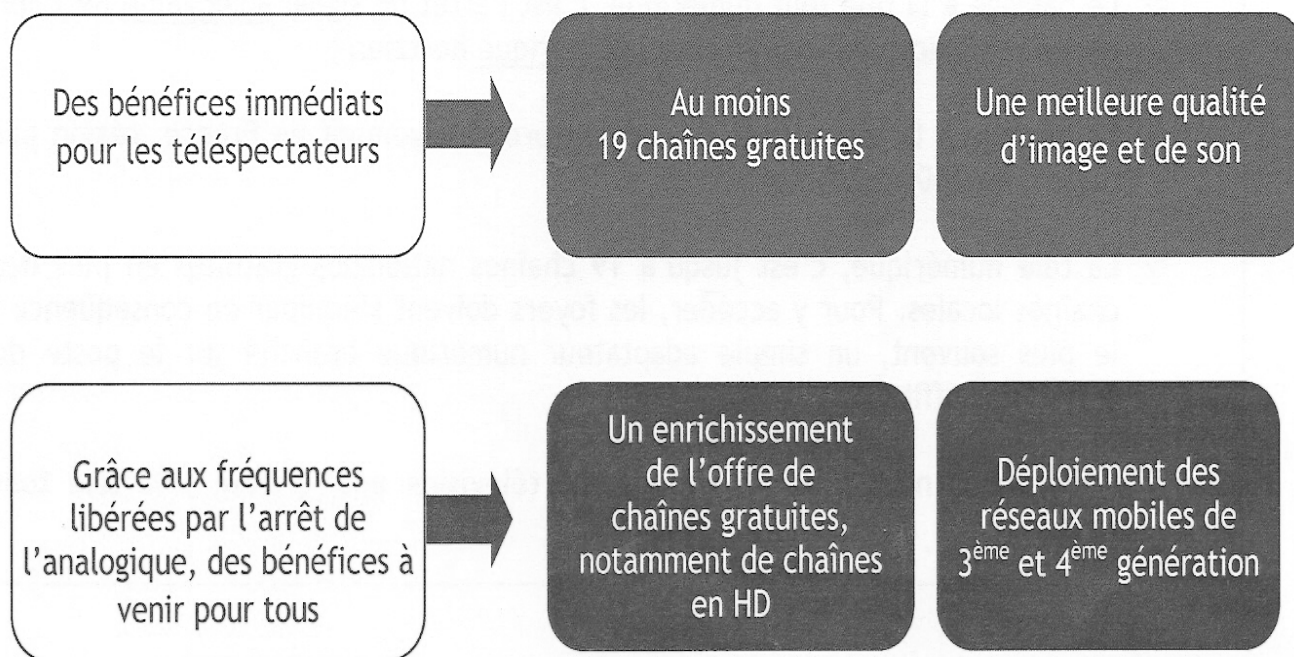 Des bénéfices immédiats
pour les téléspectateurs
Au moins
19 chaînes gratuites
Une meilleure qualité
d’image et de son
Grâce aux fréquences
libérées par l’arrêt de
l’analogique, des bénéfices à
venir pour tous
Un enrichissement
de l’offre de
chaînes gratuites,
notamment de chaînes
en HD
Déploiement des
réseaux mobiles de
3ème et 4ème génération